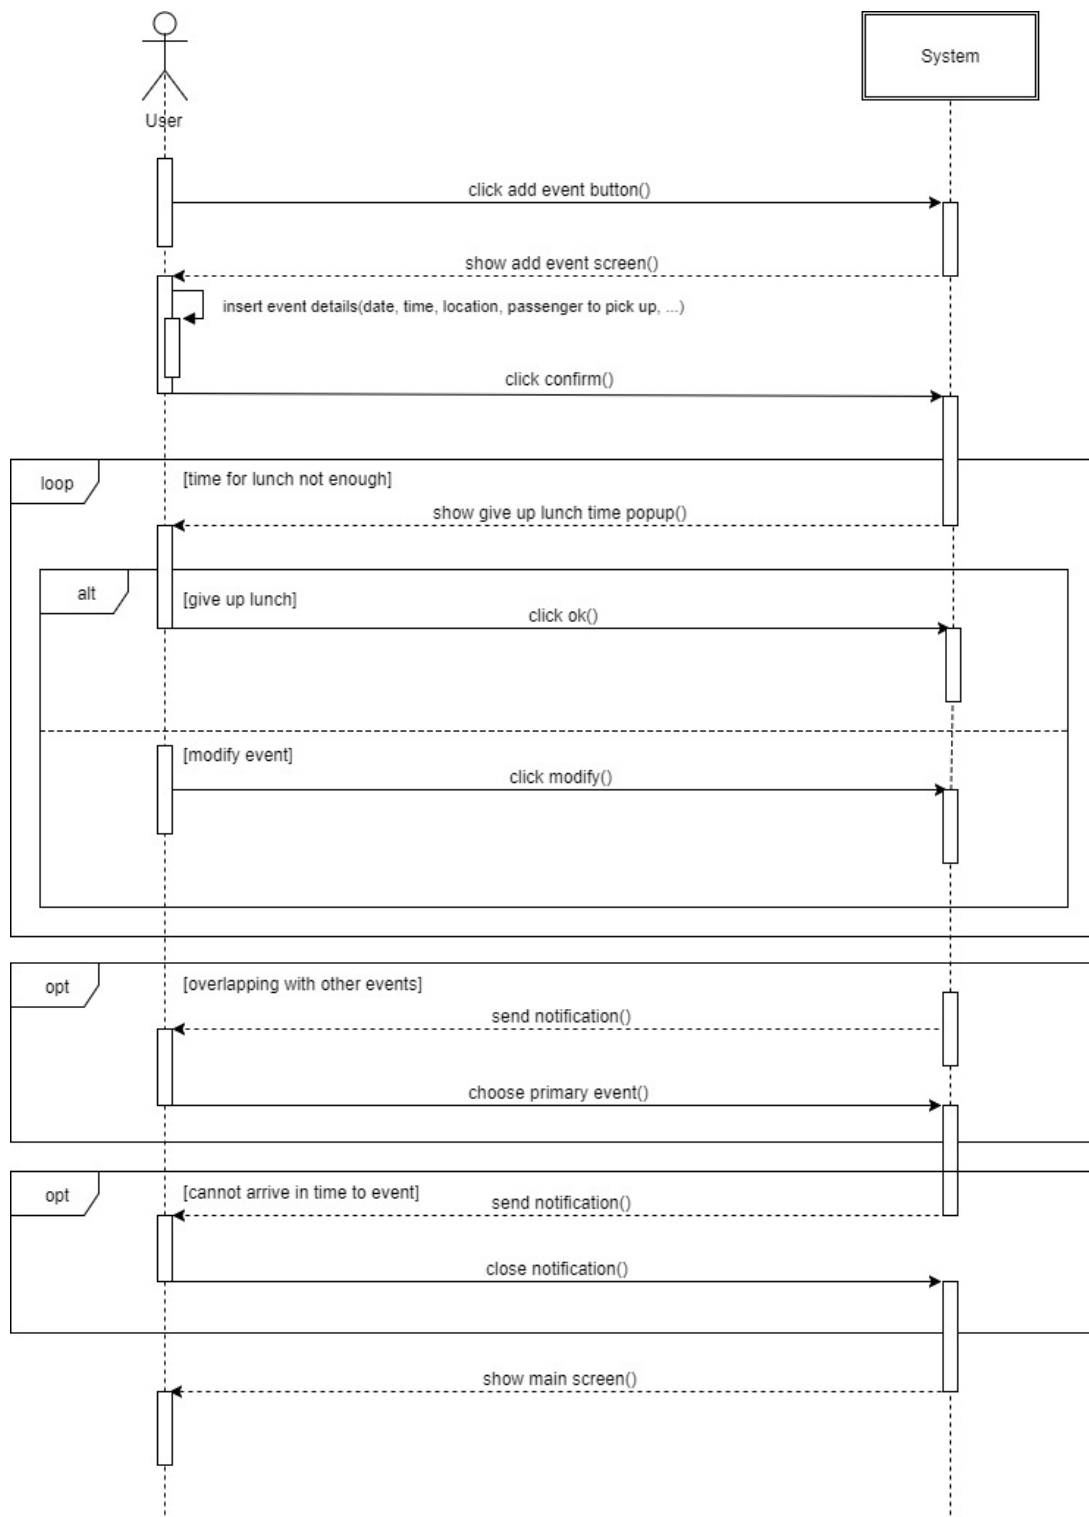 User
System
click add event button()
show add event screen()
insert event details(date, time, location, passenger to pick up, ...)
click confirm()
loop
[time for lunch not enough]
show give up lunch time popup()
alt
[give up lunch]
click ok()
[modify event]
click modify()
opt
[overlapping with other events]
send notification()
choose primary event()
opt
[cannot arrive in time to event]
send notification()
close notification()
show main screen()